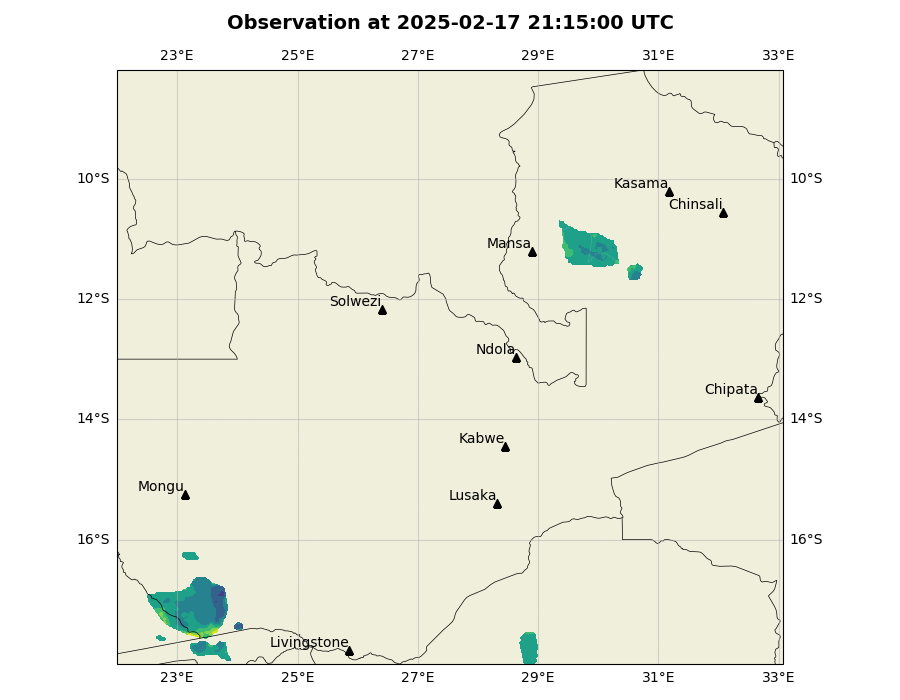 Observation at 2025-02-17 21:15:00 UTC
23°E 25°E 27°E 29°E 31°E 33°E
10°S 10°S
Kasama
Chinsali
Mansa
12°S 12°S
Solwezi
Ndola
Chipata
14°S 14°S
Kabwe
Mongu
Lusaka
16°S 16°S
Livingstone
23°E 25°E 27°E 29°E 31°E 33°E